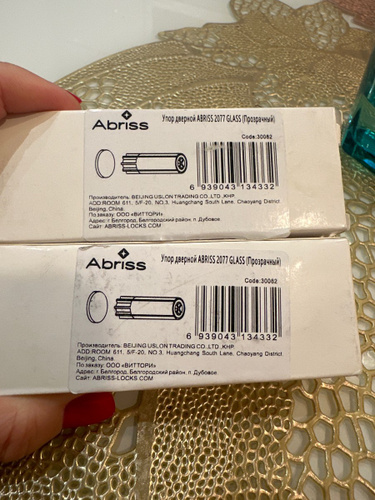 Abriss
Упор дверной ABRISS 2077 GLASS (Прозрачный)
Code:30082
6 939043 134332
Производитель: BEIJING USLON TRADING CO.,LTD. ,КНР.
ADD:ROOM 611, 5/F-20, NO.3, Huangchang South Lane, Chaoyang District
Beijing, China.
По заказу: ООО «ВИТТОРИ»
Адрес: г. Белгород, Белгородский район, п. Дубовое
Сайт: ABRISS-LOCKS.COM
Abriss
Упор дверной ABRISS 2077 GLASS (Прозрачный)
Code:30082
6 939043 134332
Производитель: BEIJING USLON TRADING CO.,LTD. ,КНР.
ADD:ROOM 611, 5/F-20, NO.3, Huangchang South Lane, Chaoyang District
Beijing, China.
По заказу: ООО «ВИТТОРИ»
Адрес: г. Белгород, Белгородский район, п. Дубовое
Сайт: ABRISS-LOCKS.COM